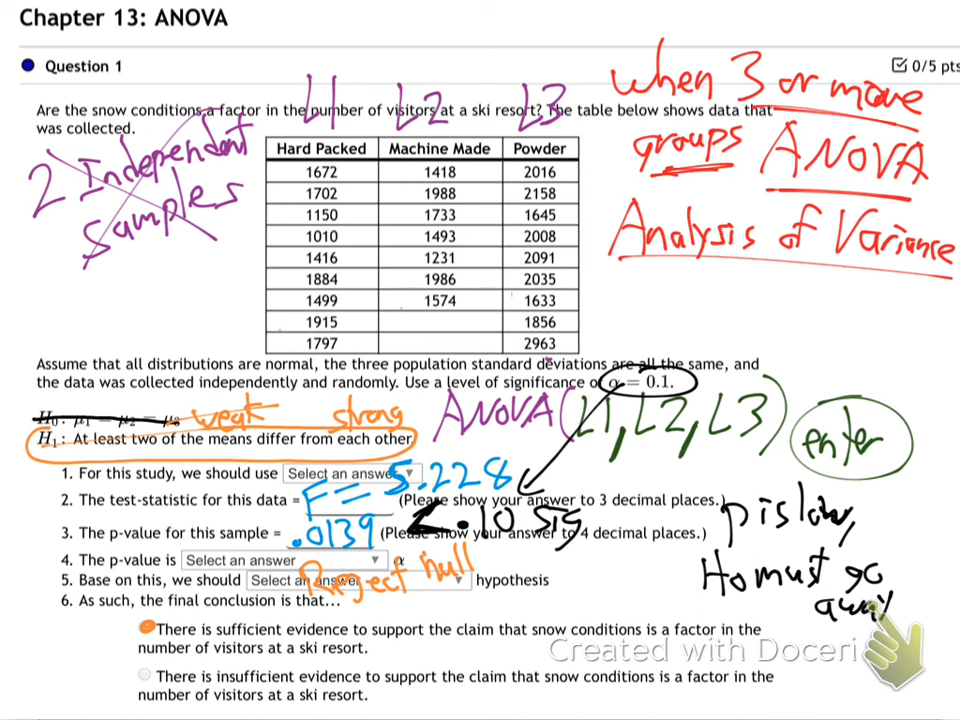 Chapter 13: ANOVA
Question 1
0/5 pts
Are the snow conditions a factor in the number of visitors at a ski resort? The table below shows data that
was collected.
L1 L2 L3
Hard Packed Machine Made Powder
1672 1418 2016
1702 1988 2158
1150 1733 1645
1010 1493 2008
1416 1231 2091
1884 1986 2035
1499 1574 1633
1915 1856
1797 2963
2 Independent
Samples
when 3 or more
groups ANOVA
Analysis of Variance
Assume that all distributions are normal, the three population standard deviations are all the same, and
the data was collected independently and randomly. Use a level of significance of α = 0.1.
H0: μ1 = μ2 = μ3 weak strong
H1: At least two of the means differ from each other
ANOVA(L1, L2, L3) enter
1. For this study, we should use Select an answer
2. The test-statistic for this data = F = 5.228 (Please show your answer to 3 decimal places.)
3. The p-value for this sample = .0139 (Please show your answer to 4 decimal places.)
< .10 sig
4. The p-value is Select an answer α
5. Base on this, we should Select an answer hypothesis
Reject null
6. As such, the final conclusion is that...
There is sufficient evidence to support the claim that snow conditions is a factor in the
number of visitors at a ski resort.
There is insufficient evidence to support the claim that snow conditions is a factor in the
number of visitors at a ski resort.
p is low,
Ho must go
away
Created with Doceri